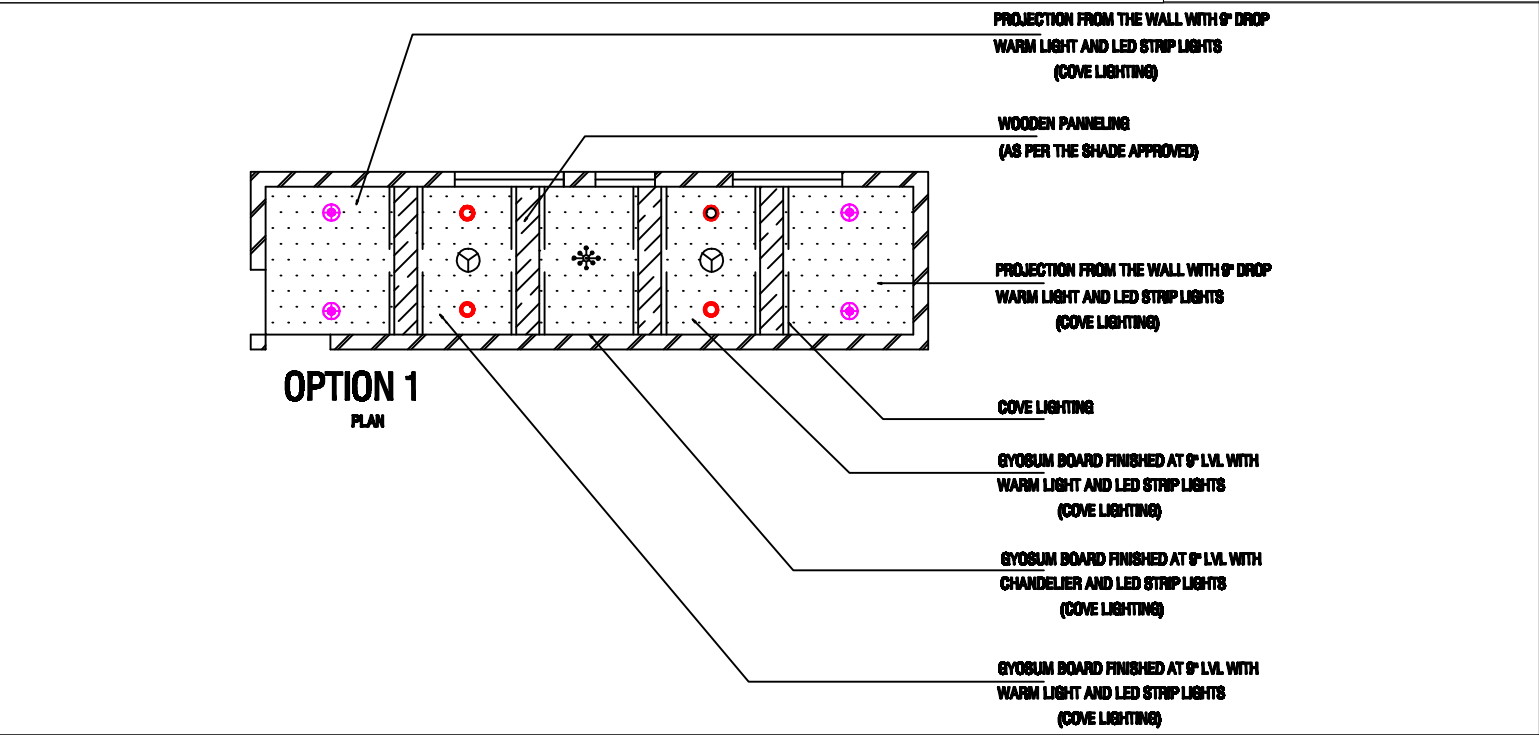 PROJECTION FROM THE WALL WITH 9" DROP
WARM LIGHT AND LED STRIP LIGHTS
(COVE LIGHTING)
WOODEN PANNELING
(AS PER THE SHADE APPROVED)
PROJECTION FROM THE WALL WITH 9" DROP
WARM LIGHT AND LED STRIP LIGHTS
(COVE LIGHTING)
OPTION 1
PLAN
COVE LIGHTING
GYOSUM BOARD FINISHED AT 9" LVL WITH
WARM LIGHT AND LED STRIP LIGHTS
(COVE LIGHTING)
GYOSUM BOARD FINISHED AT 9" LVL WITH
CHANDELIER AND LED STRIP LIGHTS
(COVE LIGHTING)
GYOSUM BOARD FINISHED AT 9" LVL WITH
WARM LIGHT AND LED STRIP LIGHTS
(COVE LIGHTING)